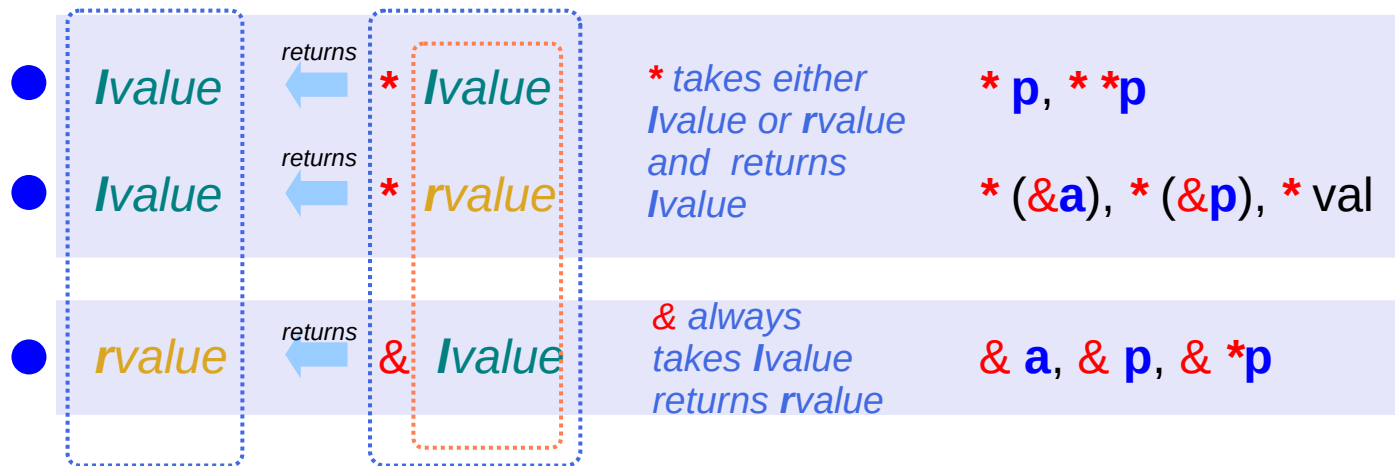 lvalue returns * lvalue
* takes either
lvalue or rvalue
and returns
lvalue
* p, * *p
lvalue returns * rvalue
* (&a), * (&p), * val
rvalue returns & lvalue
& always
takes lvalue
returns rvalue
& a, & p, & *p